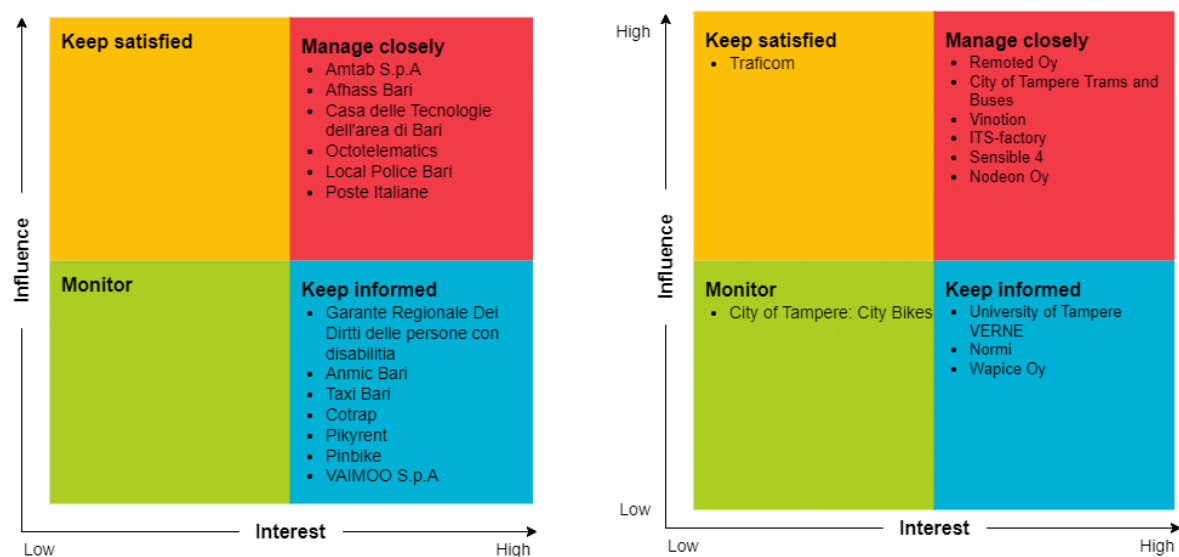 Keep satisfied
Manage closely
• Amtab S.p.A
• Afhass Bari
• Casa delle Tecnologie
dell'area di Bari
• Octotelematics
• Local Police Bari
• Poste Italiane
Influence
Monitor
Keep informed
• Garante Regionale Dei
Dirtti delle persone con
disabilitia
• Anmic Bari
• Taxi Bari
• Cotrap
• Pikyrent
• Pinbike
• VAIMOO S.p.A
Low
Interest
High
High
Keep satisfied
• Traficom
Manage closely
• Remoted Oy
• City of Tampere Trams and
Buses
• Vinotion
• ITS-factory
• Sensible 4
• Nodeon Oy
Influence
Monitor
• City of Tampere: City Bikes
Keep informed
• University of Tampere
VERNE
• Normi
• Wapice Oy
Low
Low
Interest
High